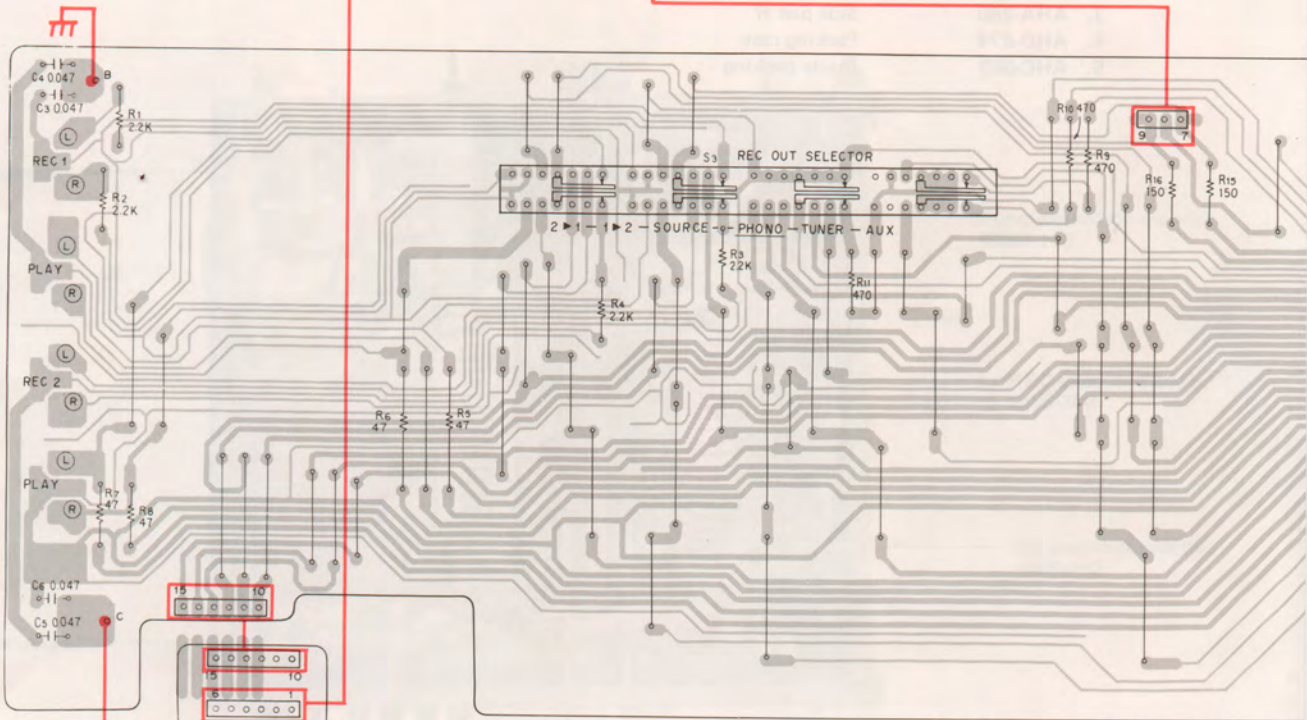 C4 0.047
B
C3 0.047
R1
2.2K
L
REC 1
R
R2
2.2K
L
PLAY
R
L
REC 2
R
L
PLAY
R
R7
47
R8
47
C6 0.047
C5 0.047
C
15 10
15 10
6 1
R6
47
R5
47
S3 REC OUT SELECTOR
2 ▶ 1 – 1 ▶ 2 – SOURCE – PHONO – TUNER – AUX
R3
2.2K
R4
2.2K
R11
470
R10 470
R9
470
9 7
R16
150
R15
150